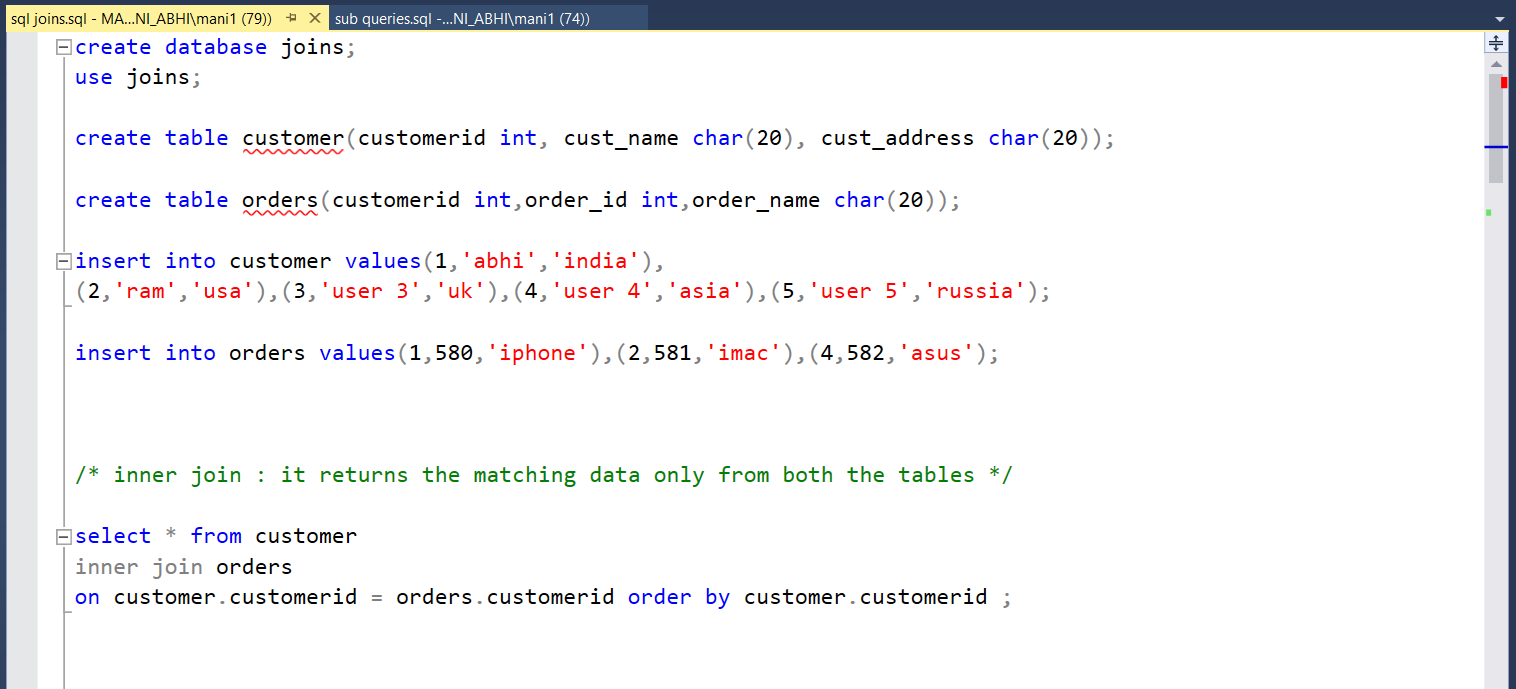 sql joins.sql - MA...NI_ABHI\mani1 (79)) sub queries.sql -...NI_ABHI\mani1 (74))
create database joins;
use joins;
create table customer(customerid int, cust_name char(20), cust_address char(20));
create table orders(customerid int,order_id int,order_name char(20));
insert into customer values(1,'abhi','india'),
(2,'ram','usa'),(3,'user 3','uk'),(4,'user 4','asia'),(5,'user 5','russia');
insert into orders values(1,580,'iphone'),(2,581,'imac'),(4,582,'asus');
/* inner join : it returns the matching data only from both the tables */
select * from customer
inner join orders
on customer.customerid = orders.customerid order by customer.customerid ;